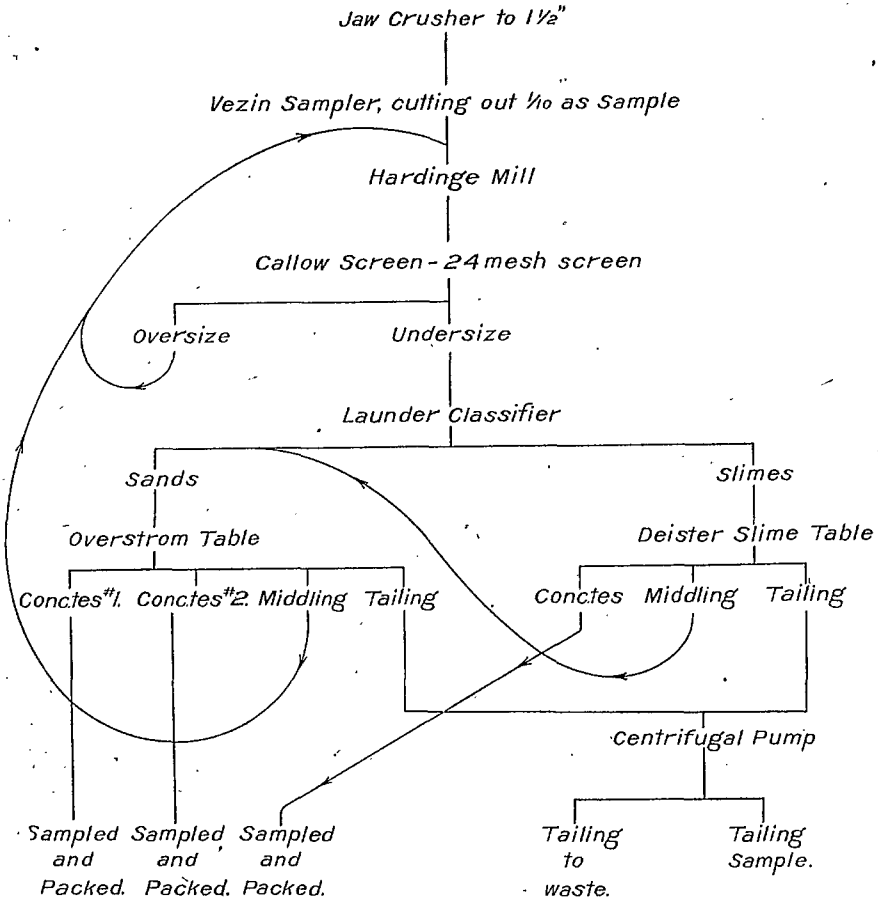 Jaw Crusher to 1½"
Vezin Sampler, cutting out 1/10 as Sample
Hardinge Mill
Callow Screen - 24 mesh screen
Oversize
Undersize
Launder Classifier
Sands
Slimes
Overstrom Table
Deister Slime Table
Conc.tes #1. Conc.tes #2. Middling Tailing
Conc.tes Middling Tailing
Centrifugal Pump
Sampled and Packed.
Sampled and Packed.
Sampled and Packed.
Tailing to waste.
Tailing Sample.